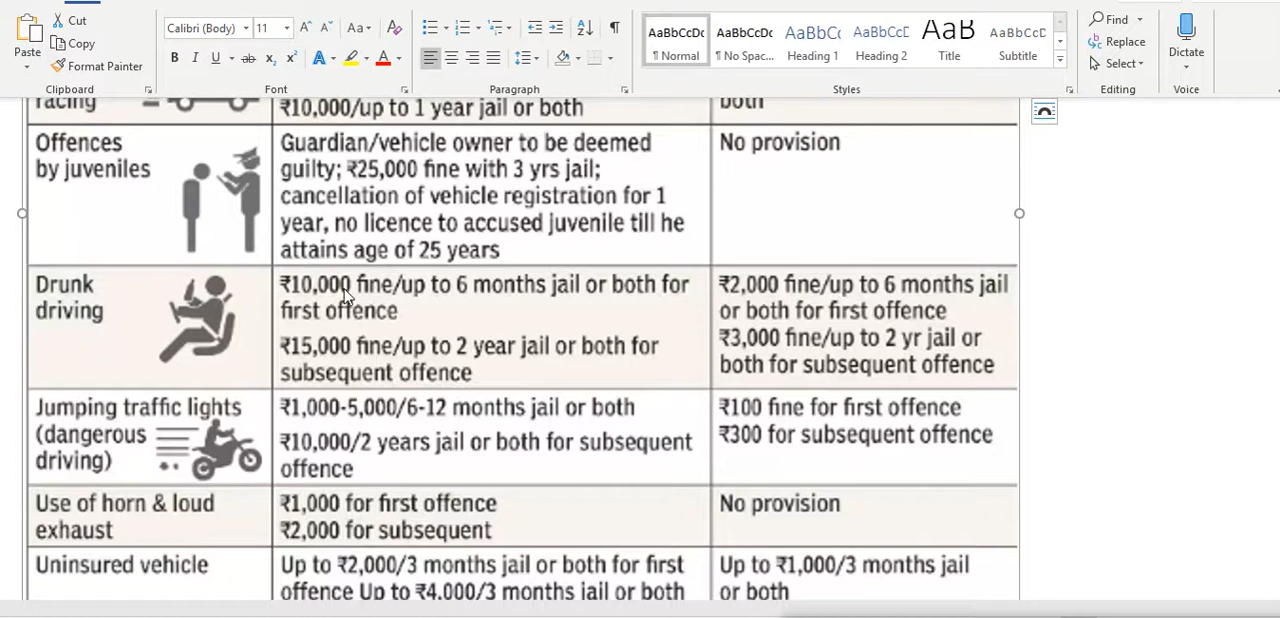 Cut
Copy
Format Painter
Paste
Clipboard
Calibri (Body)
11
Aa
B I U ab x₂ x²
Font
Paragraph
AaBbCcDc
¶ Normal
AaBbCcDc
¶ No Spac...
AaBbCc
Heading 1
AaBbCcC
Heading 2
AaB
Title
AaBbCcC
Subtitle
Styles
Find
Replace
Select
Editing
Dictate
Voice
racing
₹10,000/up to 1 year jail or both
both
Offences
by juveniles
Guardian/vehicle owner to be deemed
guilty; ₹25,000 fine with 3 yrs jail;
cancellation of vehicle registration for 1
year, no licence to accused juvenile till he
attains age of 25 years
No provision
Drunk
driving
₹10,000 fine/up to 6 months jail or both for
first offence
₹15,000 fine/up to 2 year jail or both for
subsequent offence
₹2,000 fine/up to 6 months jail
or both for first offence
₹3,000 fine/up to 2 yr jail or
both for subsequent offence
Jumping traffic lights
(dangerous
driving)
₹1,000-5,000/6-12 months jail or both
₹10,000/2 years jail or both for subsequent
offence
₹100 fine for first offence
₹300 for subsequent offence
Use of horn & loud
exhaust
₹1,000 for first offence
₹2,000 for subsequent
No provision
Uninsured vehicle
Up to ₹2,000/3 months jail or both for first
offence Up to ₹4,000/3 months jail or both
Up to ₹1,000/3 months jail
or both